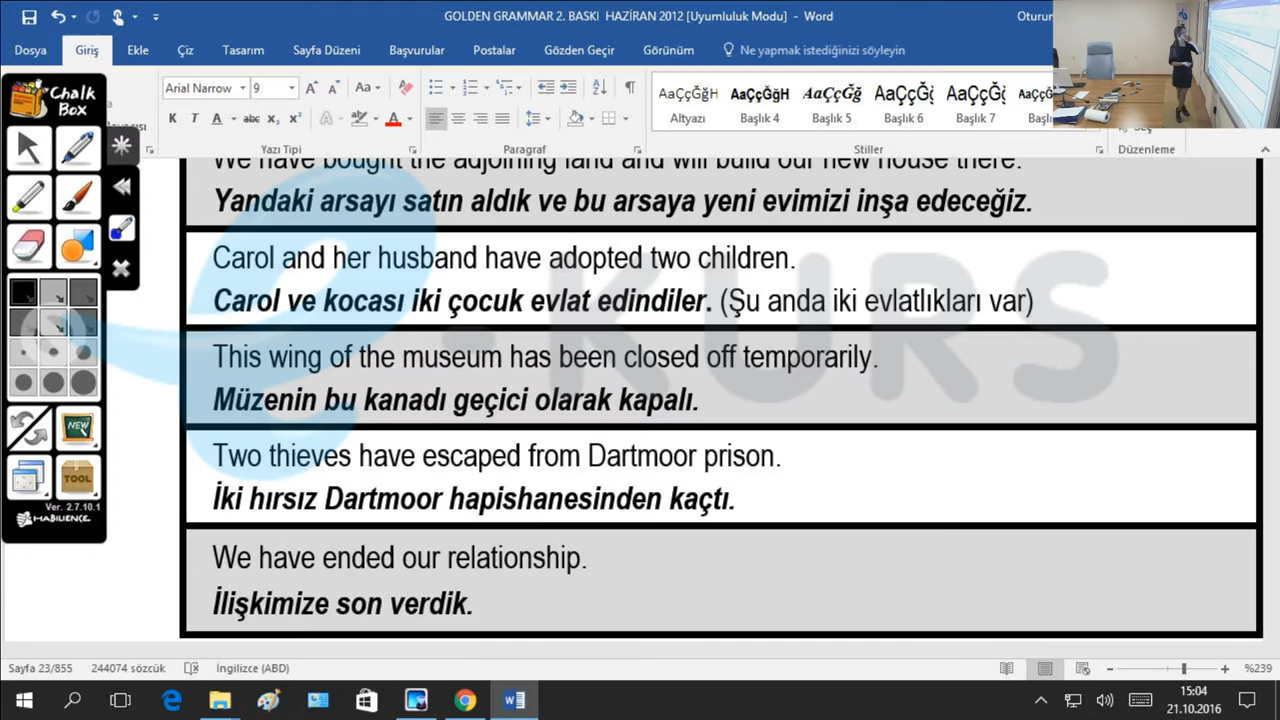 GOLDEN GRAMMAR 2. BASKI HAZİRAN 2012 [Uyumluluk Modu] - Word
Oturum
Dosya Giriş Ekle Çiz Tasarım Sayfa Düzeni Başvurular Postalar Gözden Geçir Görünüm Ne yapmak istediğinizi söyleyin
Chalk
Box
Arial Narrow 9
AaÇçĞğH AaÇçĞğH AaÇçĞğ AaÇçĞğ AaÇçĞğ
Altyazı Başlık 4 Başlık 5 Başlık 6 Başlık 7
Yazı Tipi Paragraf Stiller Düzenleme
We have bought the adjoining land and will build our new house there.
Yandaki arsayı satın aldık ve bu arsaya yeni evimizi inşa edeceğiz.
Carol and her husband have adopted two children.
Carol ve kocası iki çocuk evlat edindiler. (Şu anda iki evlatlıkları var)
This wing of the museum has been closed off temporarily.
Müzenin bu kanadı geçici olarak kapalı.
Two thieves have escaped from Dartmoor prison.
İki hırsız Dartmoor hapishanesinden kaçtı.
We have ended our relationship.
İlişkimize son verdik.
e-KURS
NEW
TOOL
Ver. 2.7.10.1
MABILIENCE
Sayfa 23/855 244074 sözcük İngilizce (ABD) %239
15:04
21.10.2016